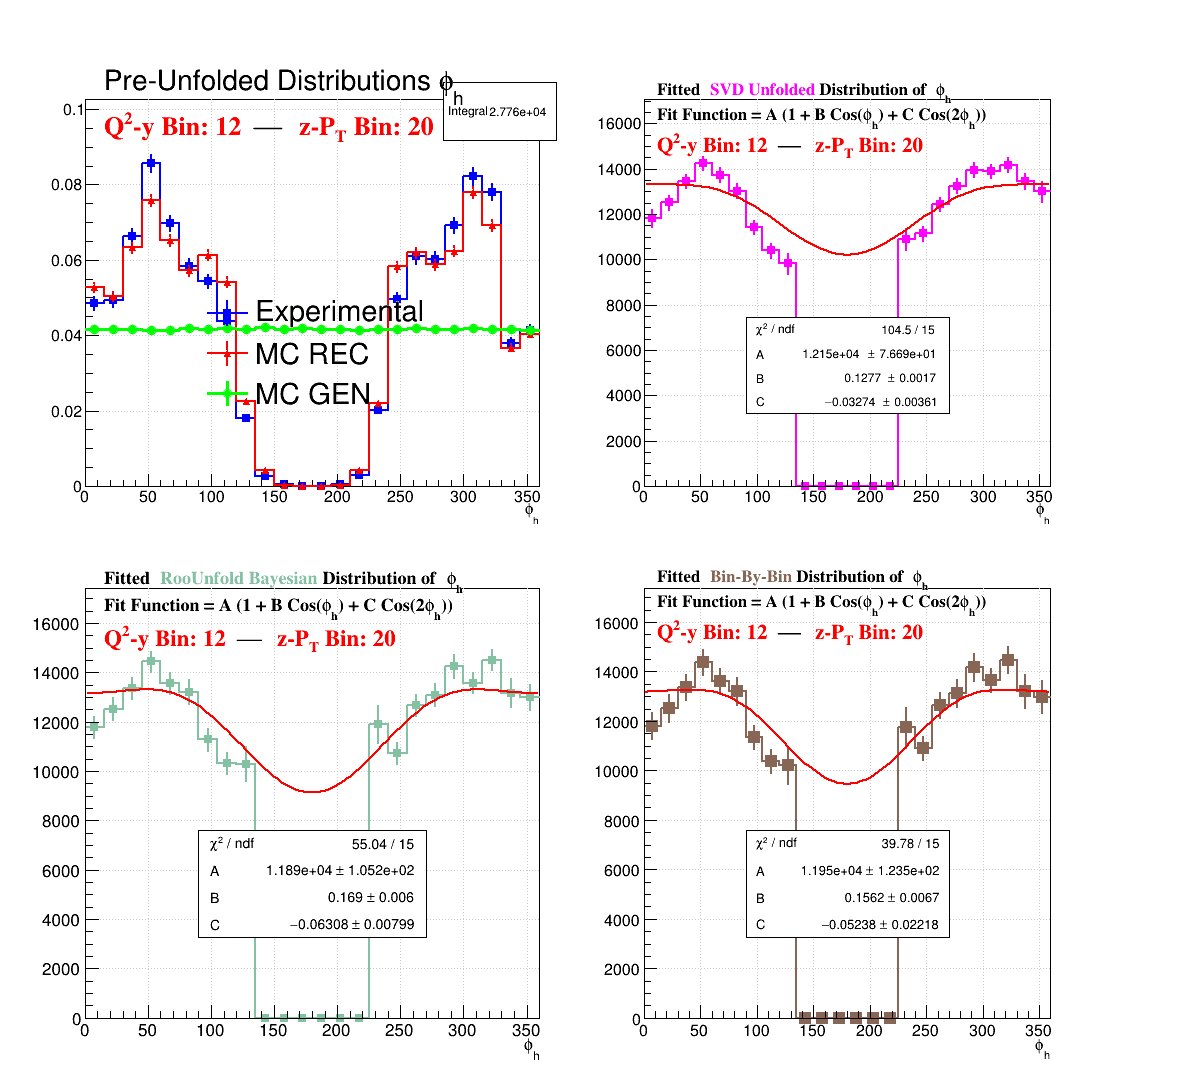 Pre-Unfolded Distributions ϕh
Integral 2.776e+04
Q²-y Bin: 12 — z-PT Bin: 20
0.1
0.08
0.06
0.04
0.02
0
Experimental
MC REC
MC GEN
0 50 100 150 200 250 300 350
ϕh
Fitted SVD Unfolded Distribution of ϕh
Fit Function = A (1 + B Cos(ϕh) + C Cos(2ϕh))
Q²-y Bin: 12 — z-PT Bin: 20
16000
14000
12000
10000
8000
6000
4000
2000
0
χ² / ndf 104.5 / 15
A 1.215e+04 ± 7.669e+01
B 0.1277 ± 0.0017
C −0.03274 ± 0.00361
0 50 100 150 200 250 300 350
ϕh
Fitted RooUnfold Bayesian Distribution of ϕh
Fit Function = A (1 + B Cos(ϕh) + C Cos(2ϕh))
Q²-y Bin: 12 — z-PT Bin: 20
16000
14000
12000
10000
8000
6000
4000
2000
0
χ² / ndf 55.04 / 15
A 1.189e+04 ± 1.052e+02
B 0.169 ± 0.006
C −0.06308 ± 0.00799
0 50 100 150 200 250 300 350
ϕh
Fitted Bin-By-Bin Distribution of ϕh
Fit Function = A (1 + B Cos(ϕh) + C Cos(2ϕh))
Q²-y Bin: 12 — z-PT Bin: 20
16000
14000
12000
10000
8000
6000
4000
2000
0
χ² / ndf 39.78 / 15
A 1.195e+04 ± 1.235e+02
B 0.1562 ± 0.0067
C −0.05238 ± 0.02218
0 50 100 150 200 250 300 350
ϕh